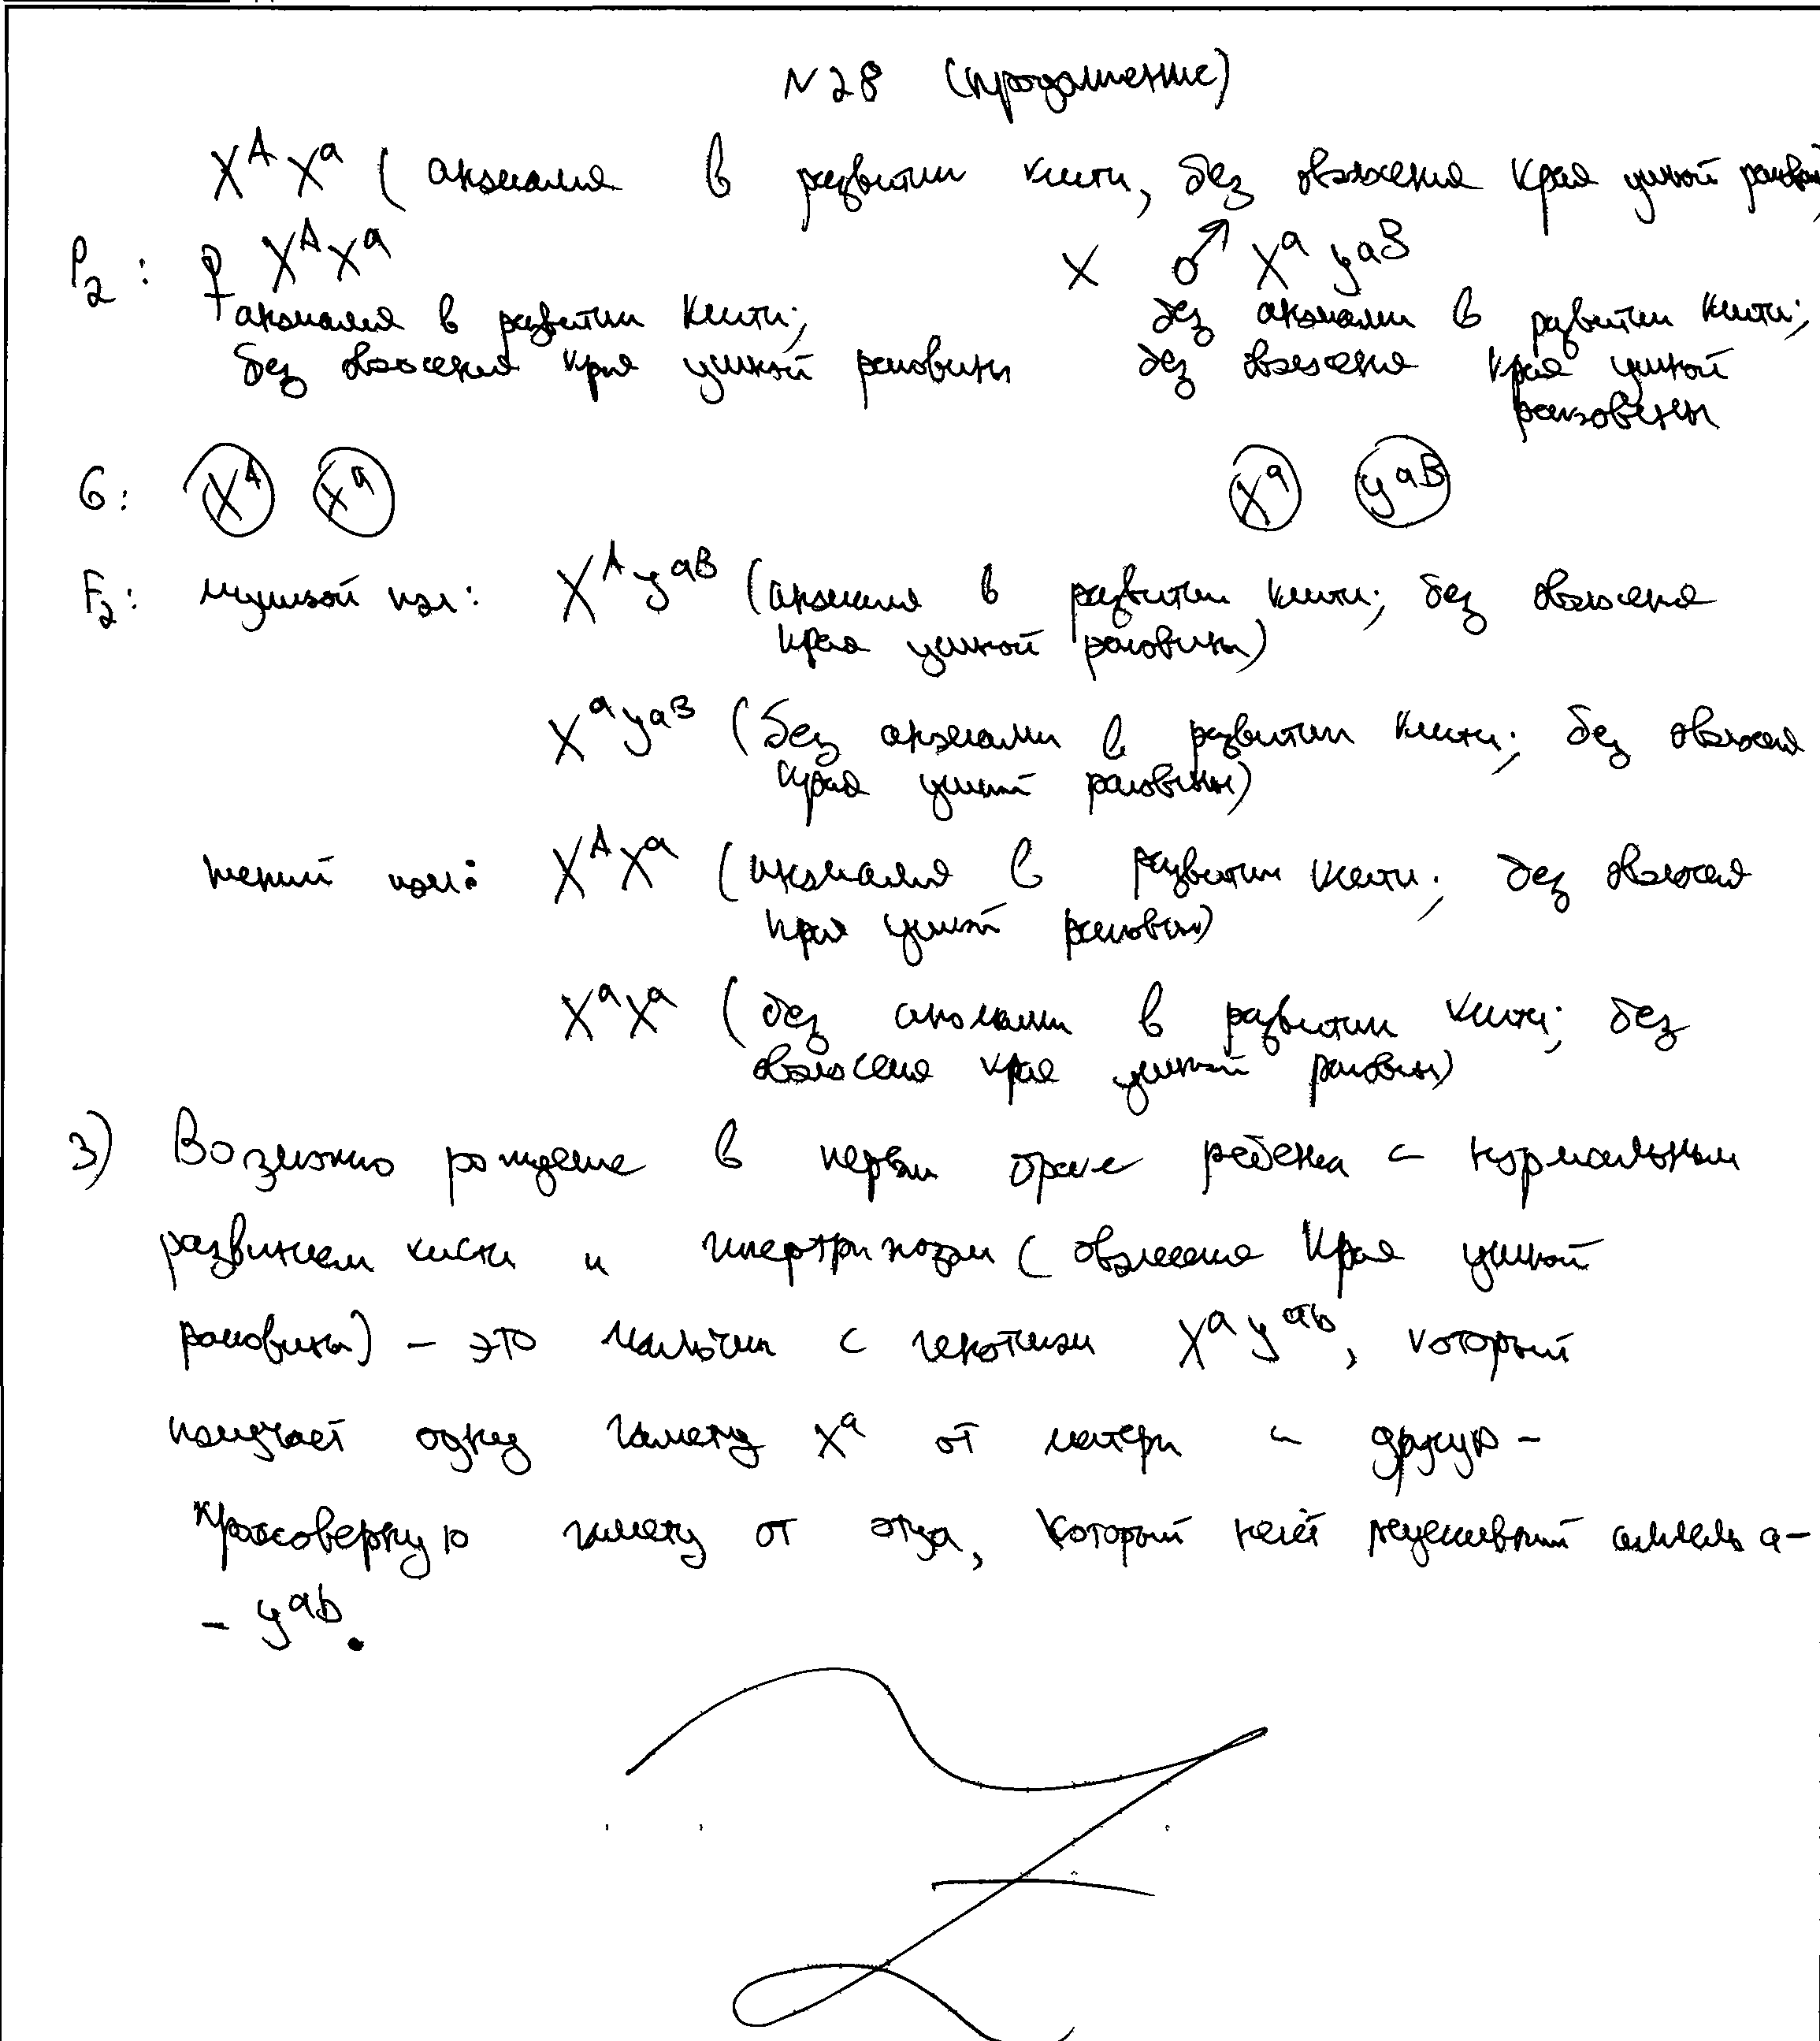 N28 (продолжение)
X^A X^a (аномалия в развитии кисти, без оволосения края ушной раковины)
P₂: ♀ X^A X^a X ♂ X^a y^aB
аномалия в развитии кисти; без аномалии в развитии кисти;
без оволосения края ушной раковины без оволосения края ушной
раковины
G: X^A X^a X^a y^aB
F₂: мужской пол: X^A y^aB (аномалия в развитии кисти; без оволосения
края ушной раковины)
X^a y^aB (без аномалии в развитии кисти; без оволосения
края ушной раковины)
женский пол: X^A X^a (аномалия в развитии кисти; без оволосения
края ушной раковины)
X^a X^a (без аномалии в развитии кисти; без
оволосения края ушной раковины)
3) Возможно рождение в первом браке ребенка с нормальным
развитием кисти и гипертрихозом (оволосение края ушной
раковины) – это мальчик с генотипом X^a y^ab, который
получает одну гамету X^a от матери и другую –
кроссоверную гамету от отца, который несёт рецессивный аллель a –
– y^ab.